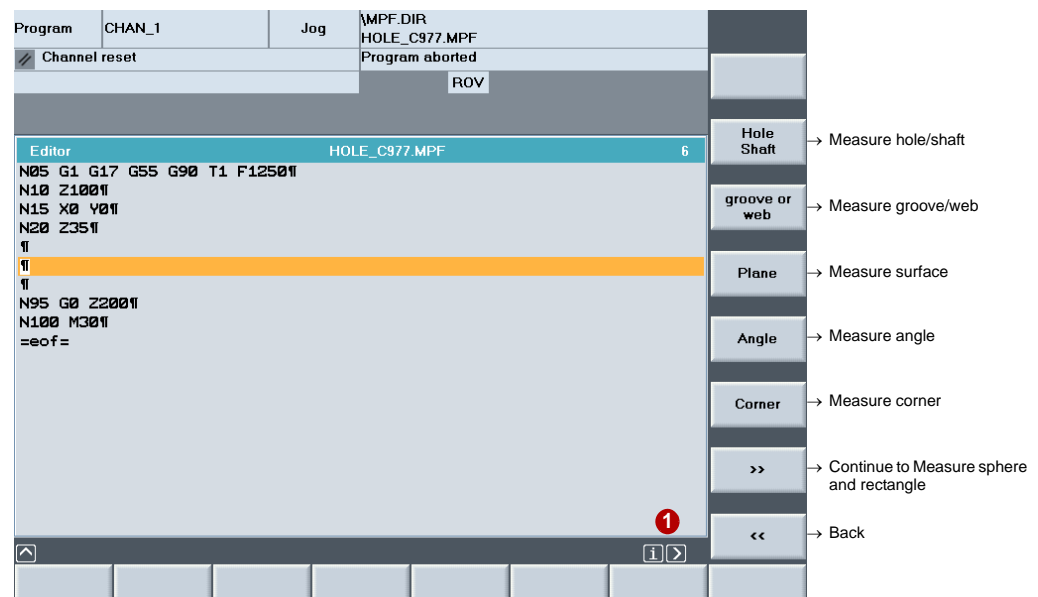 Program CHAN_1 Jog \MPF.DIR
HOLE_C977.MPF
Channel reset Program aborted
ROV
Editor HOLE_C977.MPF 6
N05 G1 G17 G55 G90 T1 F1250¶
N10 Z100¶
N15 X0 Y0¶
N20 Z35¶
¶
¶
¶
N95 G0 Z200¶
N100 M30¶
=eof=
1
i >
Hole
Shaft
→ Measure hole/shaft
groove or
web
→ Measure groove/web
Plane
→ Measure surface
Angle
→ Measure angle
Corner
→ Measure corner
>>
→ Continue to Measure sphere
and rectangle
<<
→ Back